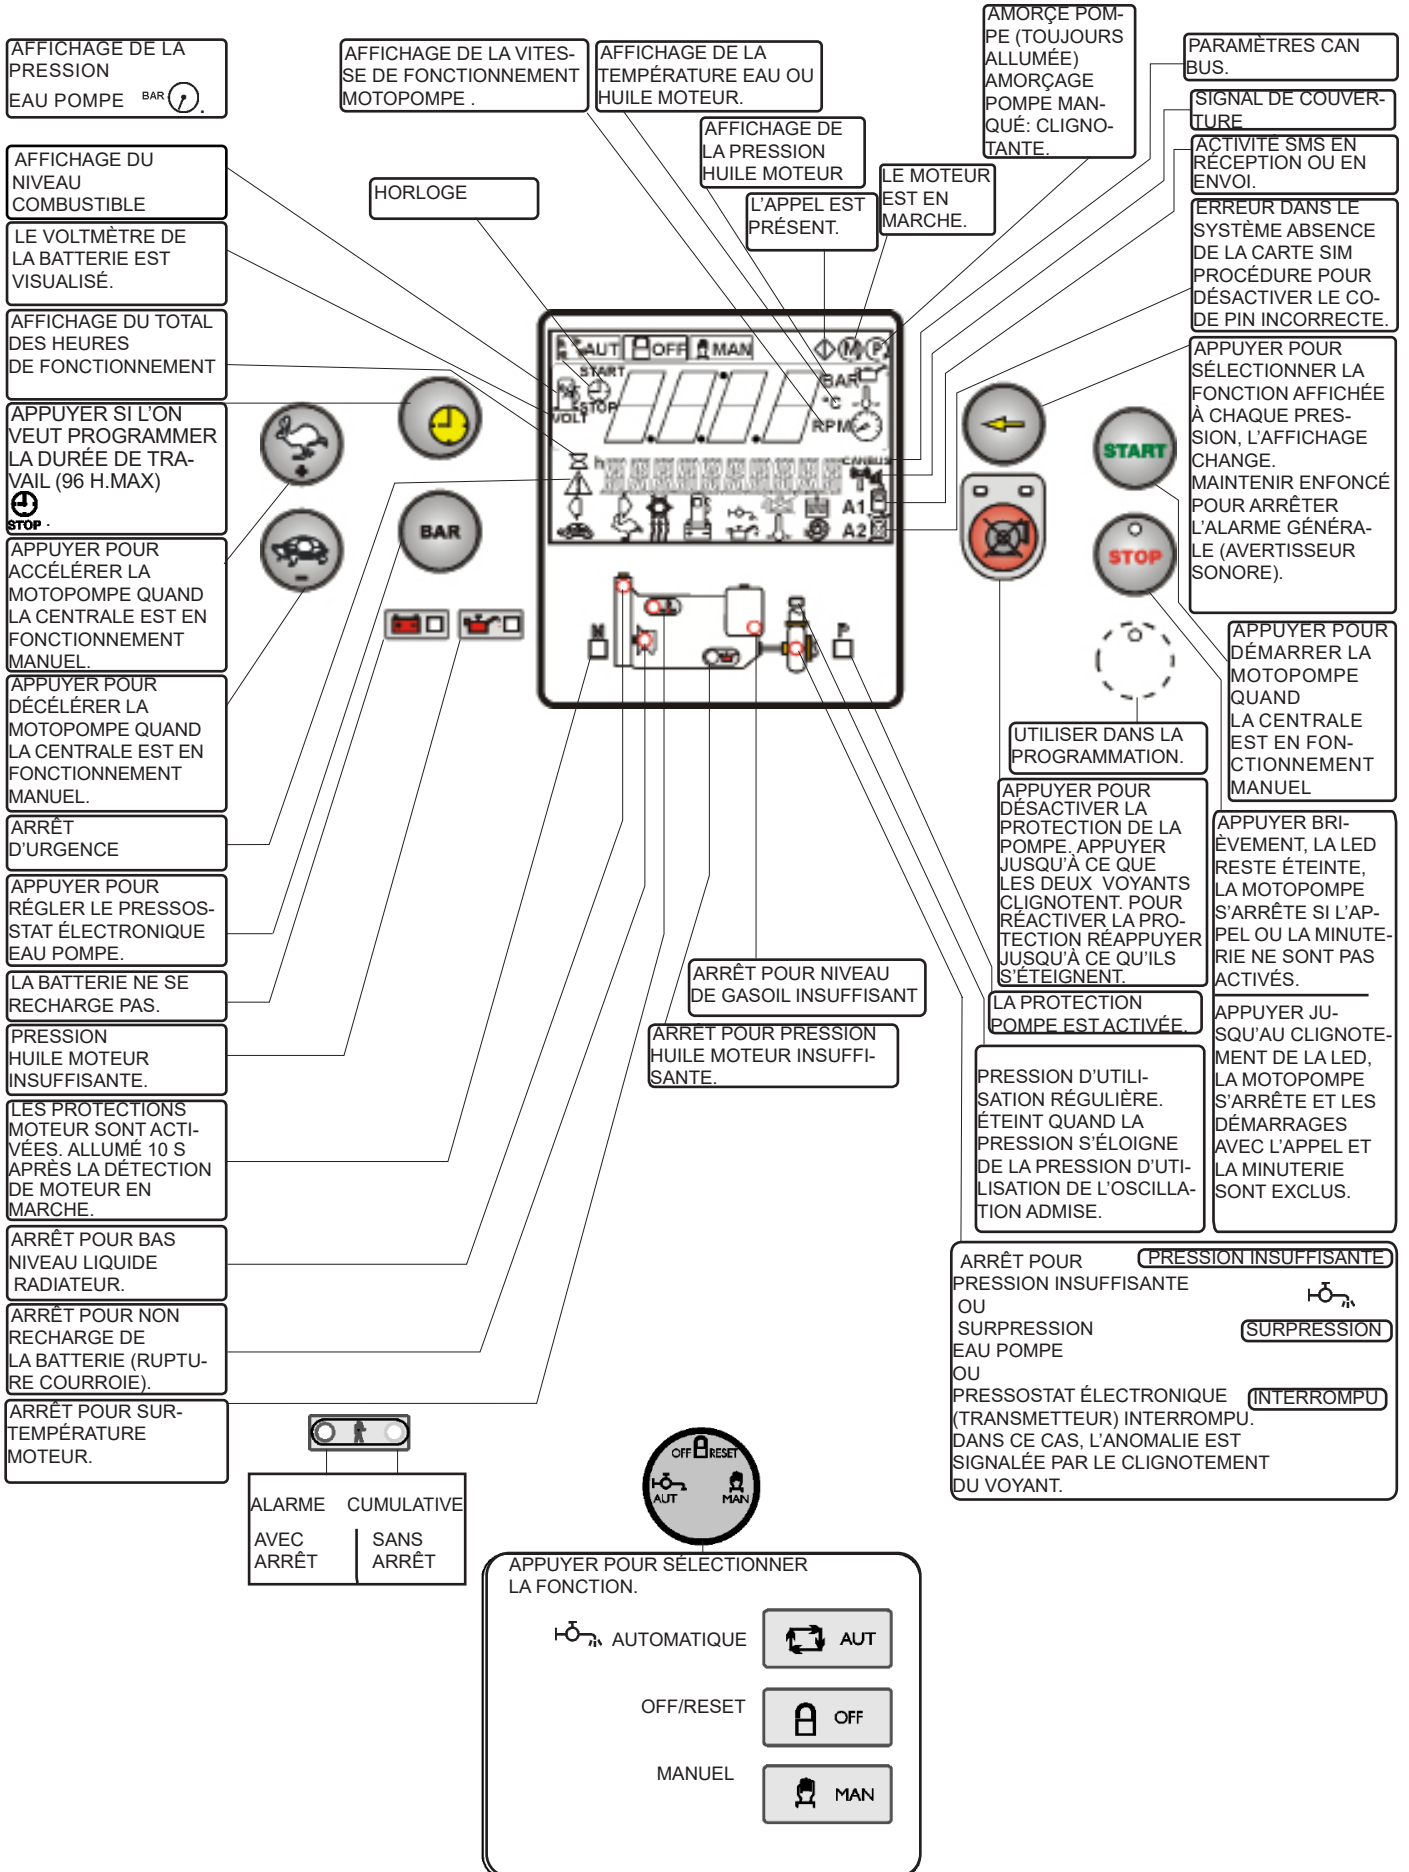 AFFICHAGE DE LA
PRESSION
EAU POMPE BAR .
AFFICHAGE DU
NIVEAU
COMBUSTIBLE
LE VOLTMÈTRE DE
LA BATTERIE EST
VISUALISÉ.
AFFICHAGE DU TOTAL
DES HEURES
DE FONCTIONNEMENT
APPUYER SI L’ON
VEUT PROGRAMMER
LA DURÉE DE TRA-
VAIL (96 H.MAX)
STOP .
APPUYER POUR
ACCÉLÉRER LA
MOTOPOMPE QUAND
LA CENTRALE EST EN
FONCTIONNEMENT
MANUEL.
APPUYER POUR
DÉCÉLÉRER LA
MOTOPOMPE QUAND
LA CENTRALE EST EN
FONCTIONNEMENT
MANUEL.
ARRÊT
D’URGENCE
APPUYER POUR
RÉGLER LE PRESSOS-
STAT ÉLECTRONIQUE
EAU POMPE.
LA BATTERIE NE SE
RECHARGE PAS.
PRESSION
HUILE MOTEUR
INSUFFISANTE.
LES PROTECTIONS
MOTEUR SONT ACTI-
VÉES. ALLUMÉ 10 S
APRÈS LA DÉTECTION
DE MOTEUR EN
MARCHE.
ARRÊT POUR BAS
NIVEAU LIQUIDE
RADIATEUR.
ARRÊT POUR NON
RECHARGE DE
LA BATTERIE (RUPTU-
RE COURROIE).
ARRÊT POUR SUR-
TEMPÉRATURE
MOTEUR.
AFFICHAGE DE LA VITES-
SE DE FONCTIONNEMENT
MOTOPOMPE .
AFFICHAGE DE LA
TEMPÉRATURE EAU OU
HUILE MOTEUR.
HORLOGE
AFFICHAGE DE
LA PRESSION
HUILE MOTEUR
L’APPEL EST
PRÉSENT.
LE MOTEUR
EST EN
MARCHE.
AMORÇE POM-
PE (TOUJOURS
ALLUMÉE)
AMORÇAGE
POMPE MAN-
QUÉ: CLIGNO-
TANTE.
PARAMÈTRES CAN
BUS.
SIGNAL DE COUVER-
TURE
ACTIVITÉ SMS EN
RÉCEPTION OU EN
ENVOI.
ERREUR DANS LE
SYSTÈME ABSENCE
DE LA CARTE SIM
PROCÉDURE POUR
DÉSACTIVER LE CO-
DE PIN INCORRECTE.
APPUYER POUR
SÉLECTIONNER LA
FONCTION AFFICHÉE
À CHAQUE PRES-
SION, L’AFFICHAGE
CHANGE.
MAINTENIR ENFONCÉ
POUR ARRÊTER
L’ALARME GÉNÉRA-
LE (AVERTISSEUR
SONORE).
AUT OFF MAN M P
START
STOP
VOLT
BAR
°C
RPM
h
CANBUS
A1
A2
M
P
+
-
BAR
START
STOP
APPUYER POUR
DÉMARRER LA
MOTOPOMPE
QUAND
LA CENTRALE
EST EN FON-
CTIONNEMENT
MANUEL
UTILISER DANS LA
PROGRAMMATION.
APPUYER POUR
DÉSACTIVER LA
PROTECTION DE LA
POMPE. APPUYER
JUSQU’À CE QUE
LES DEUX VOYANTS
CLIGNOTENT. POUR
RÉACTIVER LA PRO-
TECTION RÉAPPUYER
JUSQU’À CE QU’ILS
S’ÉTEIGNENT.
APPUYER BRI-
ÈVEMENT, LA LED
RESTE ÉTEINTE,
LA MOTOPOMPE
S’ARRÊTE SI L’AP-
PEL OU LA MINUTE-
RIE NE SONT PAS
ACTIVÉS.
APPUYER JU-
SQU’AU CLIGNOTE-
MENT DE LA LED,
LA MOTOPOMPE
S’ARRÊTE ET LES
DÉMARRAGES
AVEC L’APPEL ET
LA MINUTERIE
SONT EXCLUS.
ARRÊT POUR NIVEAU
DE GASOIL INSUFFISANT
ARRÊT POUR PRESSION
HUILE MOTEUR INSUFFI-
SANTE.
LA PROTECTION
POMPE EST ACTIVÉE.
PRESSION D’UTILI-
SATION RÉGULIÈRE.
ÉTEINT QUAND LA
PRESSION S’ÉLOIGNE
DE LA PRESSION D’UTI-
LISATION DE L’OSCILLA-
TION ADMISE.
ARRÊT POUR PRESSION INSUFFISANTE
PRESSION INSUFFISANTE
OU
SURPRESSION SURPRESSION
EAU POMPE
OU
PRESSOSTAT ÉLECTRONIQUE INTERROMPU
(TRANSMETTEUR) INTERROMPU.
DANS CE CAS, L’ANOMALIE EST
SIGNALÉE PAR LE CLIGNOTEMENT
DU VOYANT.
ALARME CUMULATIVE
AVEC SANS
ARRÊT ARRÊT
OFF RESET
AUT MAN
APPUYER POUR SÉLECTIONNER
LA FONCTION.
AUTOMATIQUE AUT
OFF/RESET OFF
MANUEL MAN